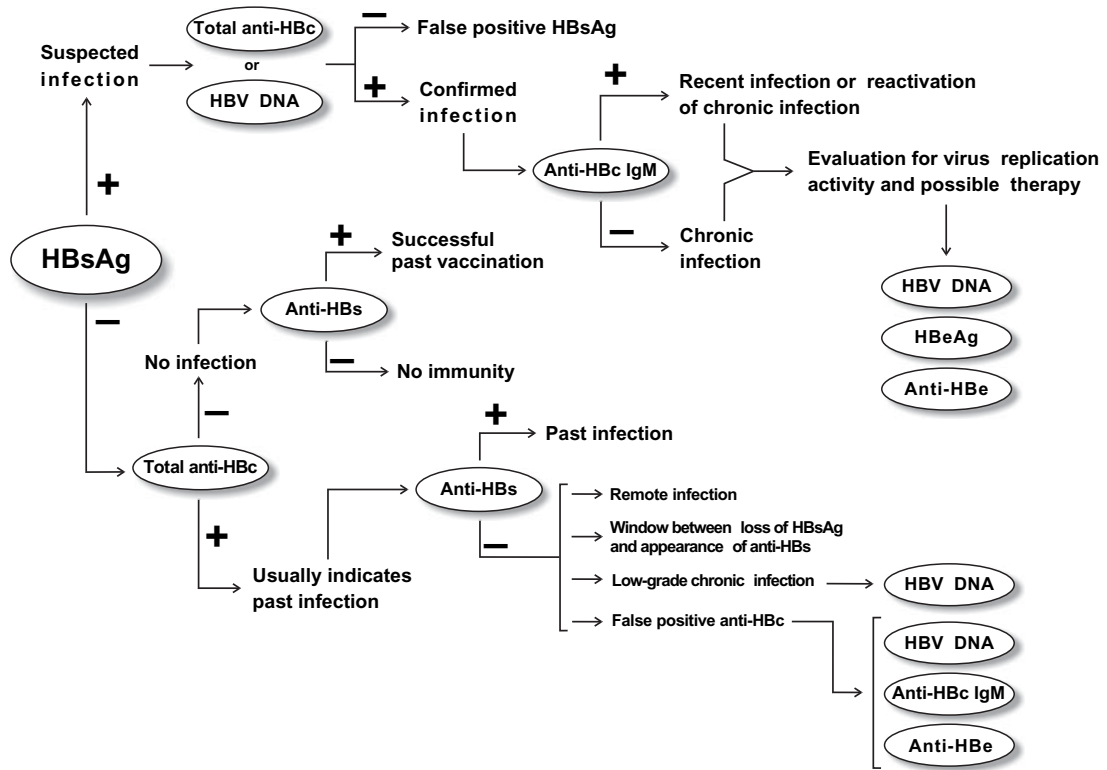 Total anti-HBc
or
HBV DNA
Suspected
infection
−
False positive HBsAg
+
Confirmed
infection
+
Recent infection or reactivation
of chronic infection
Anti-HBc IgM
−
Chronic
infection
Evaluation for virus replication
activity and possible therapy
HBV DNA
HBeAg
Anti-HBe
+
HBsAg
−
+
Successful
past vaccination
Anti-HBs
−
No immunity
No infection
−
Total anti-HBc
+
Usually indicates
past infection
+
Past infection
Anti-HBs
−
Remote infection
Window between loss of HBsAg
and appearance of anti-HBs
Low-grade chronic infection
HBV DNA
False positive anti-HBc
HBV DNA
Anti-HBc IgM
Anti-HBe